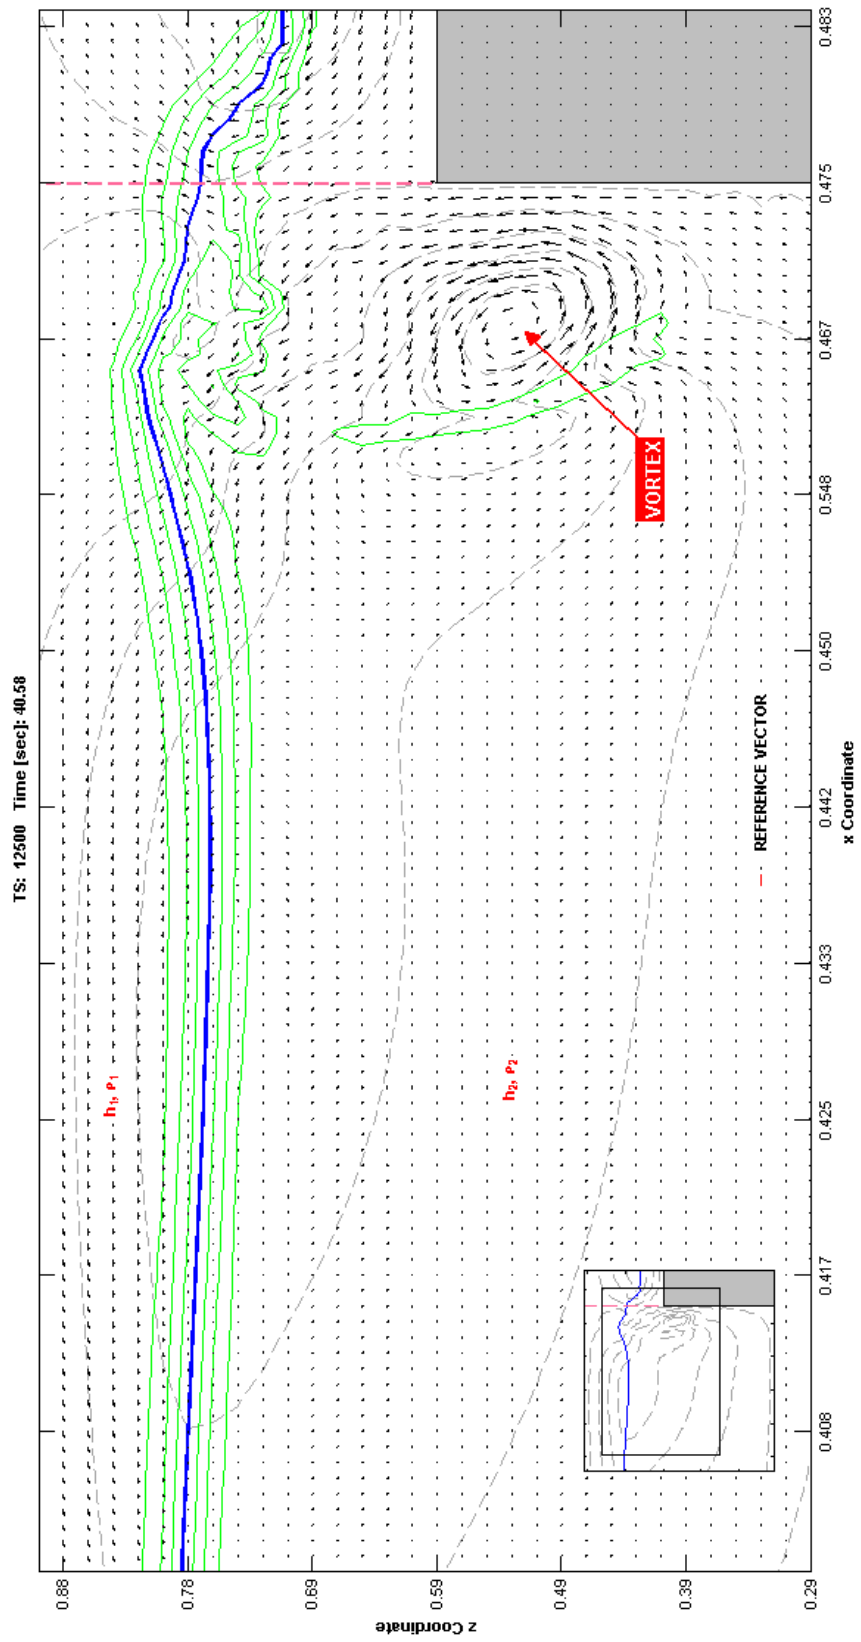 TS: 12500 Time [sec]: 40.58
z Coordinate
0.88
0.78
0.69
0.59
0.49
0.39
0.29
h₁, ρ₁
h₂, ρ₂
VORTEX
REFERENCE VECTOR
0.408
0.417
0.425
0.433
0.442
0.450
0.548
0.467
0.475
0.483
x Coordinate